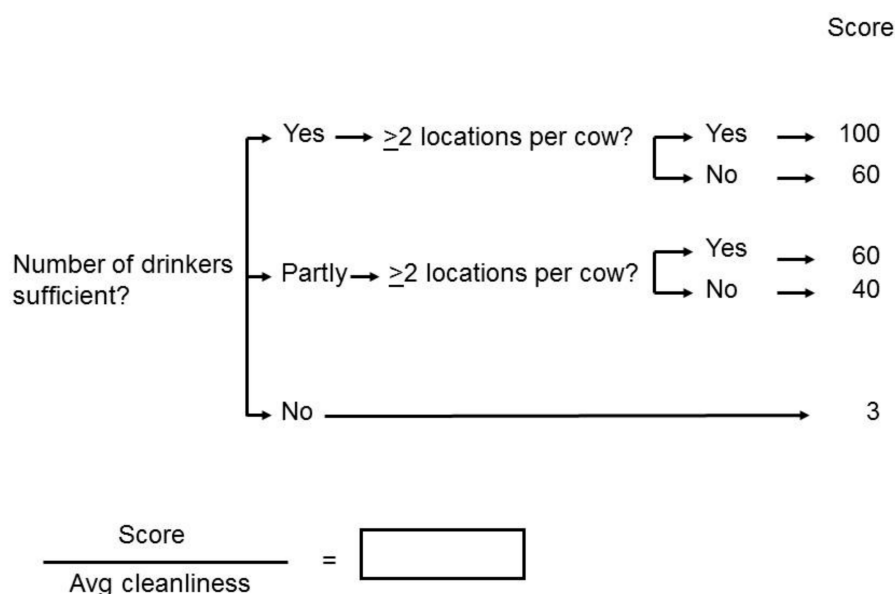 Score
Yes ≥2 locations per cow? Yes 100
No 60
Number of drinkers
sufficient?
Partly ≥2 locations per cow? Yes 60
No 40
No 3
Score
Avg cleanliness
=